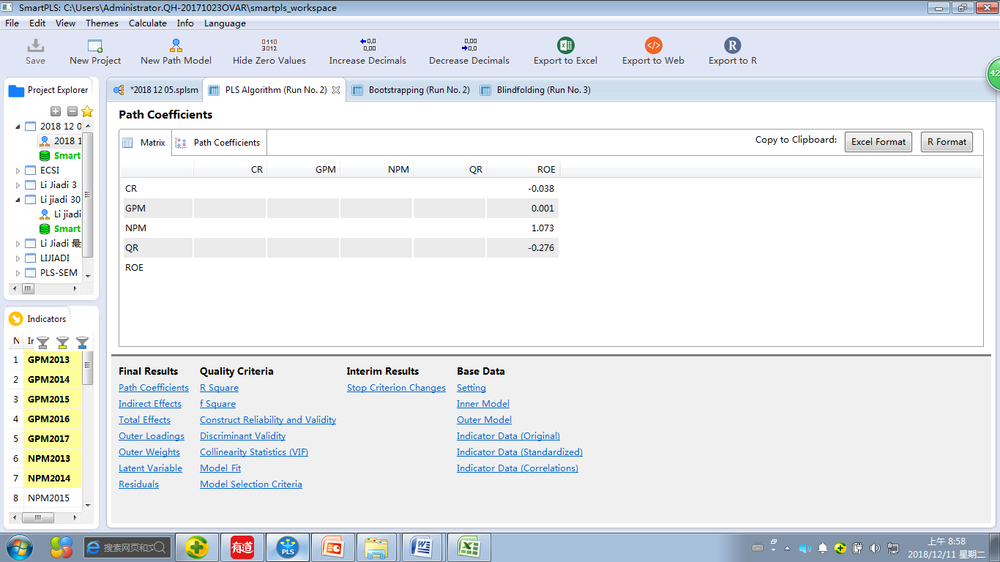 SmartPLS: C:\Users\Administrator.QH-20171023OVAR\smartpls_workspace
File Edit View Themes Calculate Info Language
Save New Project New Path Model Hide Zero Values Increase Decimals Decrease Decimals Export to Excel Export to Web Export to R
42
Project Explorer
2018 12 0
2018 1
Smart
ECSI
Li Jiadi 3
Li jiadi 30
Li jiadi
Smart
Li Jiadi 最
LIJIADI
PLS-SEM
Indicators
N Ir
1 GPM2013
2 GPM2014
3 GPM2015
4 GPM2016
5 GPM2017
6 NPM2013
7 NPM2014
8 NPM2015
*2018 12 05.splsm PLS Algorithm (Run No. 2) Bootstrapping (Run No. 2) Blindfolding (Run No. 3)
Path Coefficients
Matrix Path Coefficients Copy to Clipboard: Excel Format R Format
CR GPM NPM QR ROE
CR -0.038
GPM 0.001
NPM 1.073
QR -0.276
ROE
Final Results Quality Criteria Interim Results Base Data
Path Coefficients R Square Stop Criterion Changes Setting
Indirect Effects f Square Inner Model
Total Effects Construct Reliability and Validity Outer Model
Outer Loadings Discriminant Validity Indicator Data (Original)
Outer Weights Collinearity Statistics (VIF) Indicator Data (Standardized)
Latent Variable Model Fit Indicator Data (Correlations)
Residuals Model Selection Criteria
搜索网页和文 有道 PLS
上午 8:58
2018/12/11 星期二